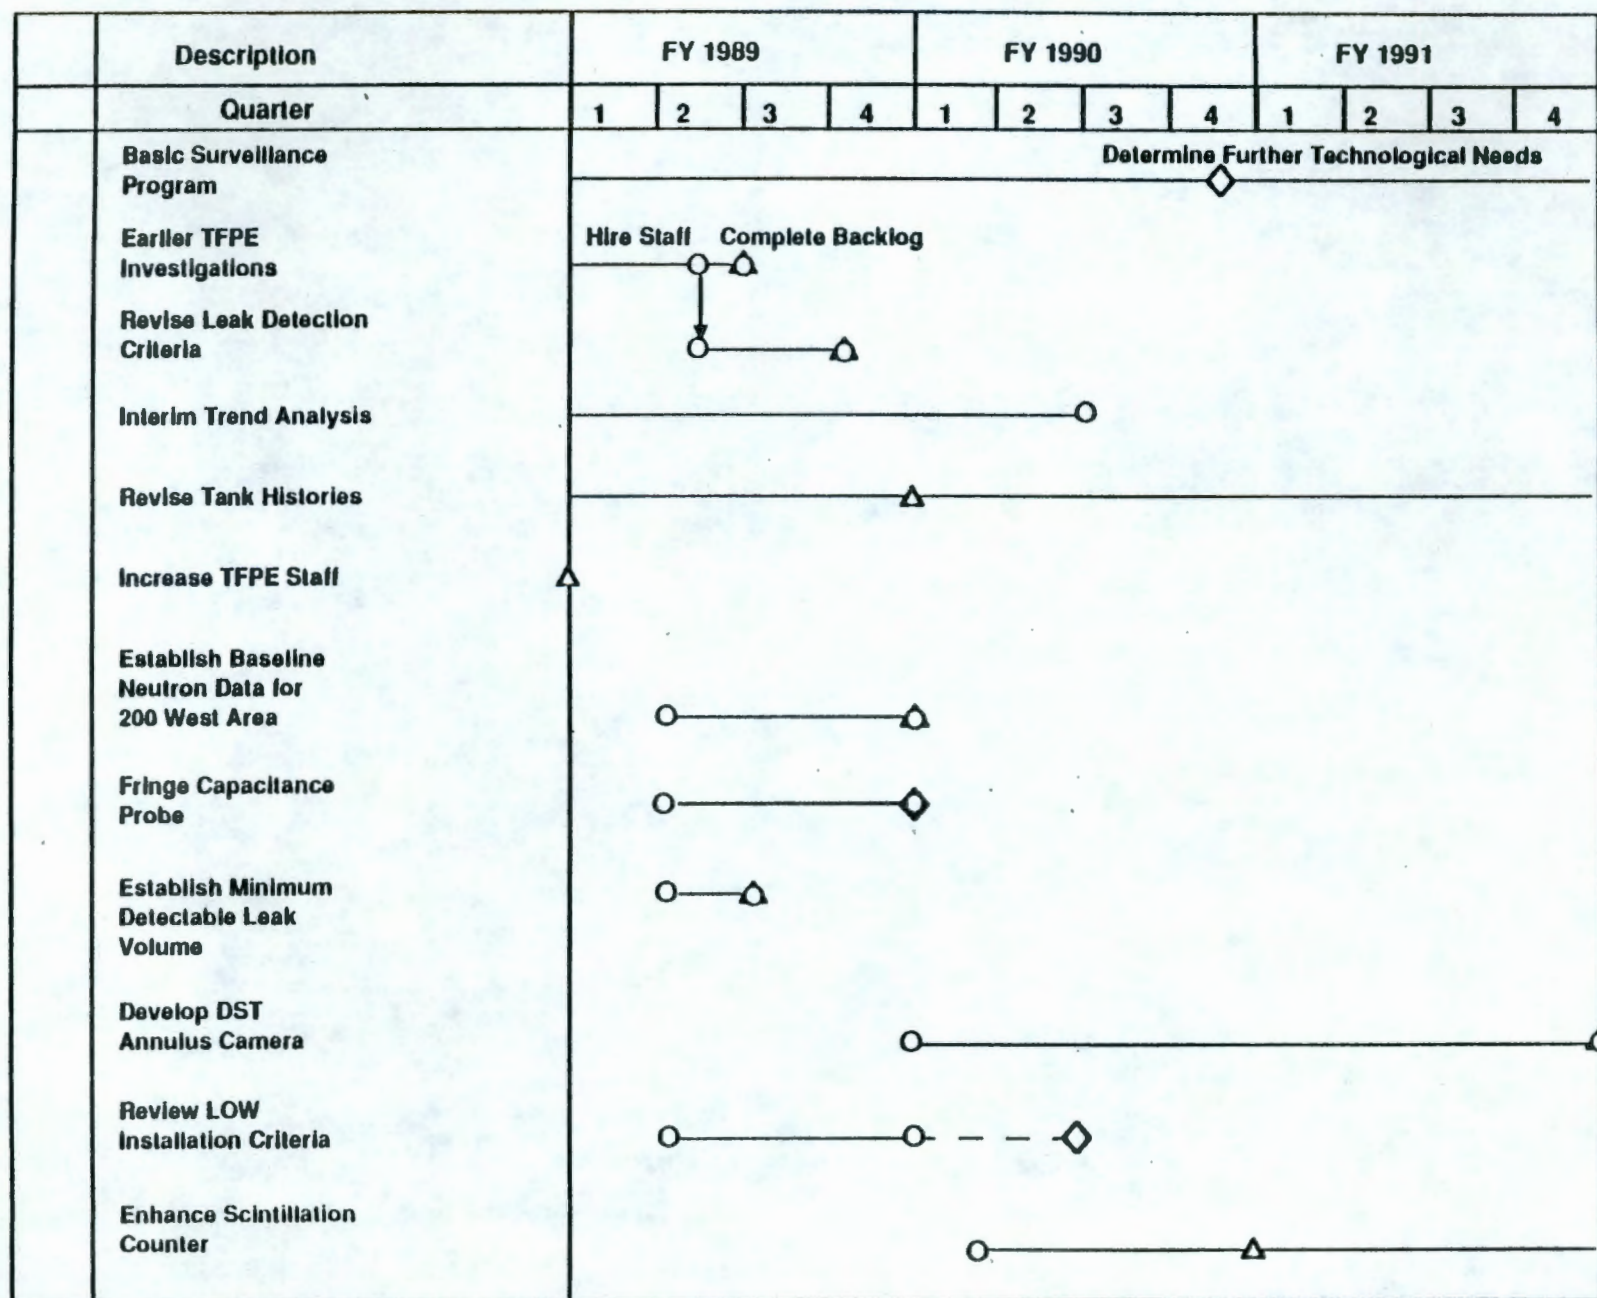 Description FY 1989 FY 1990 FY 1991
Quarter 1 2 3 4 1 2 3 4 1 2 3 4
Basic Surveillance
Program
Determine Further Technological Needs
Earlier TFPE
Investigations
Hire Staff Complete Backlog
Revise Leak Detection
Criteria
Interim Trend Analysis
Revise Tank Histories
Increase TFPE Staff
Establish Baseline
Neutron Data for
200 West Area
Fringe Capacitance
Probe
Establish Minimum
Detectable Leak
Volume
Develop DST
Annulus Camera
Review LOW
Installation Criteria
Enhance Scintillation
Counter